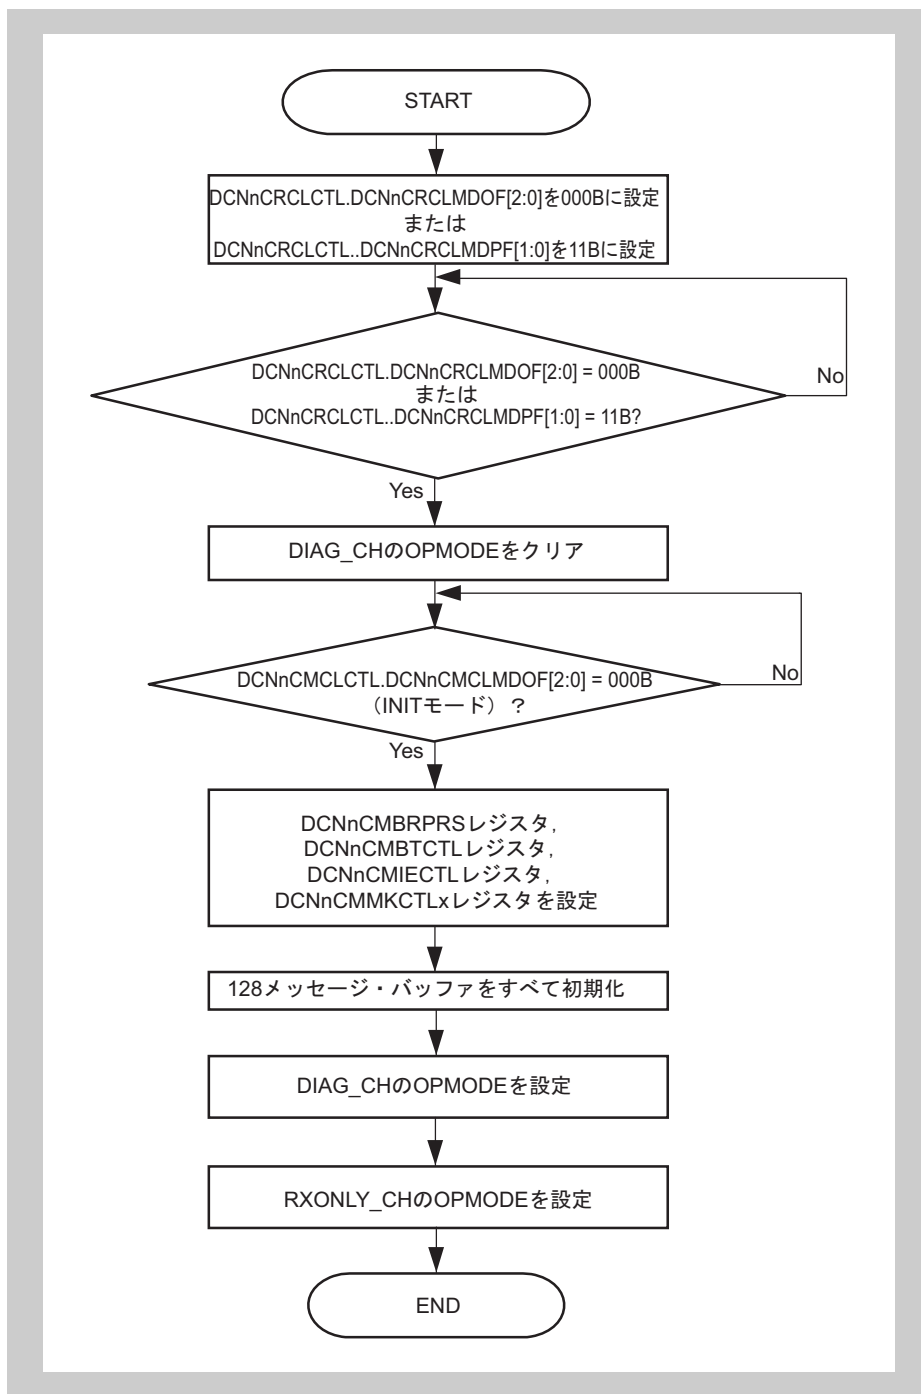 START
DCNnCRCLCTL.DCNnCRCLMDOF[2:0]を000Bに設定
または
DCNnCRCLCTL..DCNnCRCLMDPF[1:0]を11Bに設定
DCNnCRCLCTL.DCNnCRCLMDOF[2:0] = 000B
または
DCNnCRCLCTL..DCNnCRCLMDPF[1:0] = 11B?
No
Yes
DIAG_CHのOPMODEをクリア
DCNnCMCLCTL.DCNnCMCLMDOF[2:0] = 000B
（INITモード）？
No
Yes
DCNnCMBRPRSレジスタ,
DCNnCMBTCTLレジスタ,
DCNnCMIECTLレジスタ,
DCNnCMMKCTLxレジスタを設定
128メッセージ・バッファをすべて初期化
DIAG_CHのOPMODEを設定
RXONLY_CHのOPMODEを設定
END